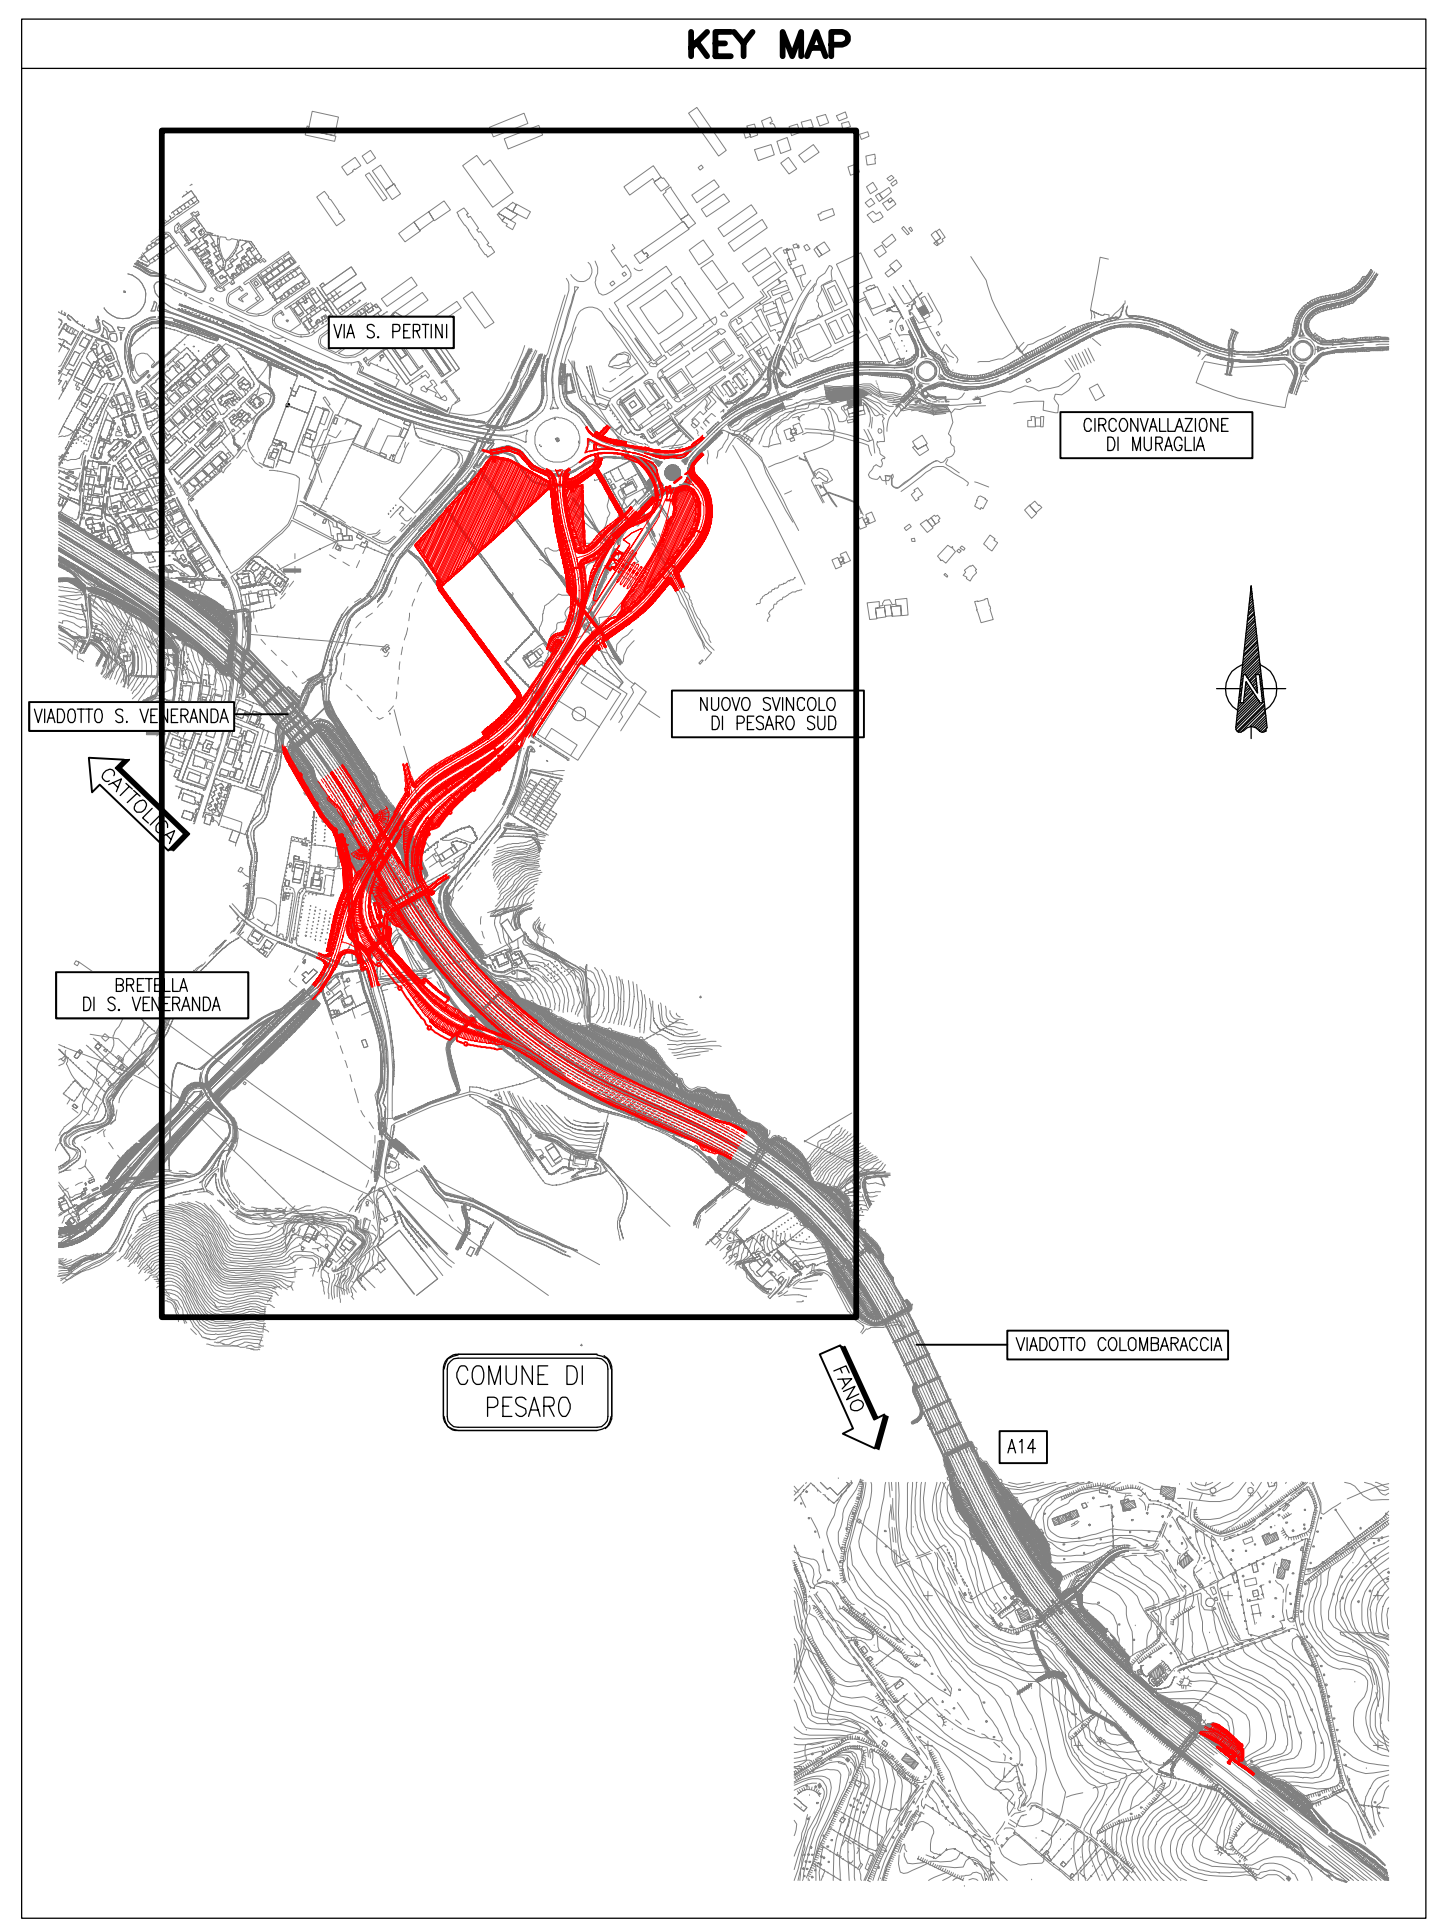 KEY MAP
VIA S. PERTINI
CIRCONVALLAZIONE
DI MURAGLIA
N
NUOVO SVINCOLO
DI PESARO SUD
VIADOTTO S. VENERANDA
CATTOLICA
BRETELLA
DI S. VENERANDA
VIADOTTO COLOMBARACCIA
FANO
COMUNE DI
PESARO
A14